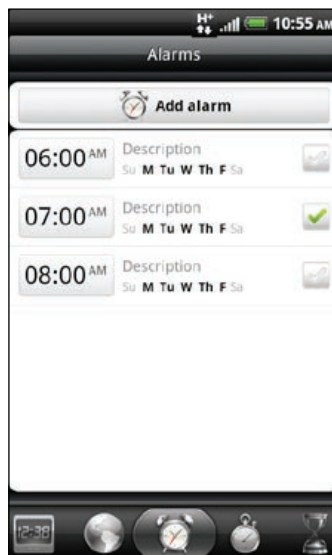 H+ 10:55 AM
Alarms
Add alarm
06:00 AM Description
Su M Tu W Th F Sa
07:00 AM Description
Su M Tu W Th F Sa
08:00 AM Description
Su M Tu W Th F Sa
12:38